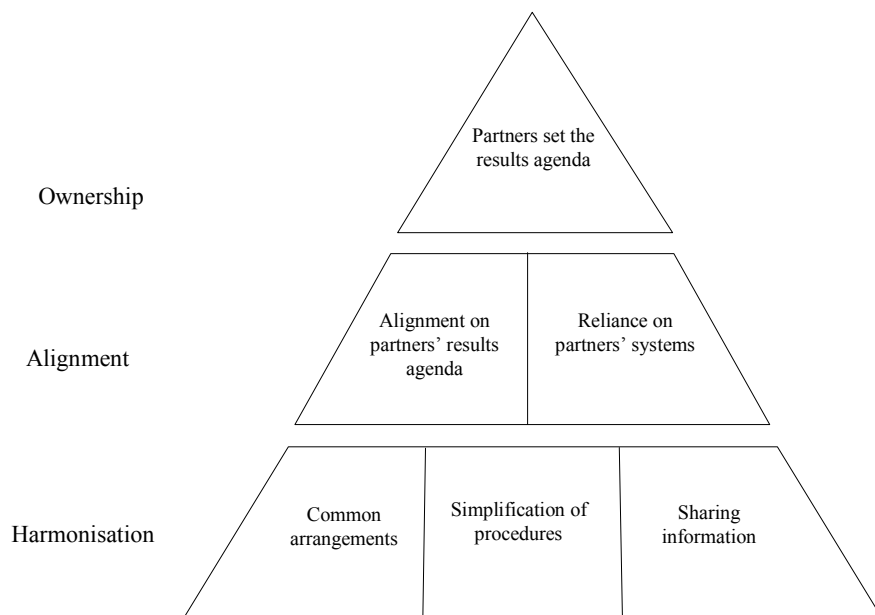 Partners set the
results agenda
Ownership
Alignment on
partners’ results
agenda
Reliance on
partners’ systems
Alignment
Common
arrangements
Simplification of
procedures
Sharing
information
Harmonisation